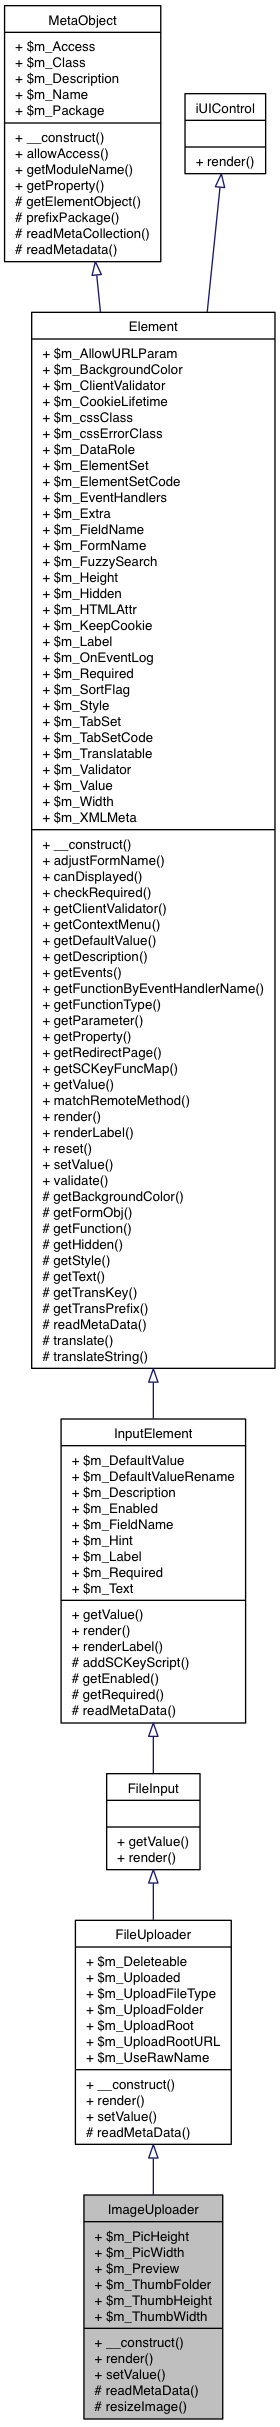 MetaObject
+ $m_Access
+ $m_Class
+ $m_Description
+ $m_Name
+ $m_Package
+ __construct()
+ allowAccess()
+ getModuleName()
+ getProperty()
# getElementObject()
# prefixPackage()
# readMetaCollection()
# readMetadata()
iUIControl
+ render()
Element
+ $m_AllowURLParam
+ $m_BackgroundColor
+ $m_ClientValidator
+ $m_CookieLifetime
+ $m_cssClass
+ $m_cssErrorClass
+ $m_DataRole
+ $m_ElementSet
+ $m_ElementSetCode
+ $m_EventHandlers
+ $m_Extra
+ $m_FieldName
+ $m_FormName
+ $m_FuzzySearch
+ $m_Height
+ $m_Hidden
+ $m_HTMLAttr
+ $m_KeepCookie
+ $m_Label
+ $m_OnEventLog
+ $m_Required
+ $m_SortFlag
+ $m_Style
+ $m_TabSet
+ $m_TabSetCode
+ $m_Translatable
+ $m_Validator
+ $m_Value
+ $m_Width
+ $m_XMLMeta
+ __construct()
+ adjustFormName()
+ canDisplayed()
+ checkRequired()
+ getClientValidator()
+ getContextMenu()
+ getDefaultValue()
+ getDescription()
+ getEvents()
+ getFunctionByEventHandlerName()
+ getFunctionType()
+ getParameter()
+ getProperty()
+ getRedirectPage()
+ getSCKeyFuncMap()
+ getValue()
+ matchRemoteMethod()
+ render()
+ renderLabel()
+ reset()
+ setValue()
+ validate()
# getBackgroundColor()
# getFormObj()
# getFunction()
# getHidden()
# getStyle()
# getText()
# getTransKey()
# getTransPrefix()
# readMetaData()
# translate()
# translateString()
InputElement
+ $m_DefaultValue
+ $m_DefaultValueRename
+ $m_Description
+ $m_Enabled
+ $m_FieldName
+ $m_Hint
+ $m_Label
+ $m_Required
+ $m_Text
+ getValue()
+ render()
+ renderLabel()
# addSCKeyScript()
# getEnabled()
# getRequired()
# readMetaData()
FileInput
+ getValue()
+ render()
FileUploader
+ $m_Deleteable
+ $m_Uploaded
+ $m_UploadFileType
+ $m_UploadFolder
+ $m_UploadRoot
+ $m_UploadRootURL
+ $m_UseRawName
+ __construct()
+ render()
+ setValue()
# readMetaData()
ImageUploader
+ $m_PicHeight
+ $m_PicWidth
+ $m_Preview
+ $m_ThumbFolder
+ $m_ThumbHeight
+ $m_ThumbWidth
+ __construct()
+ render()
+ setValue()
# readMetaData()
# resizeImage()